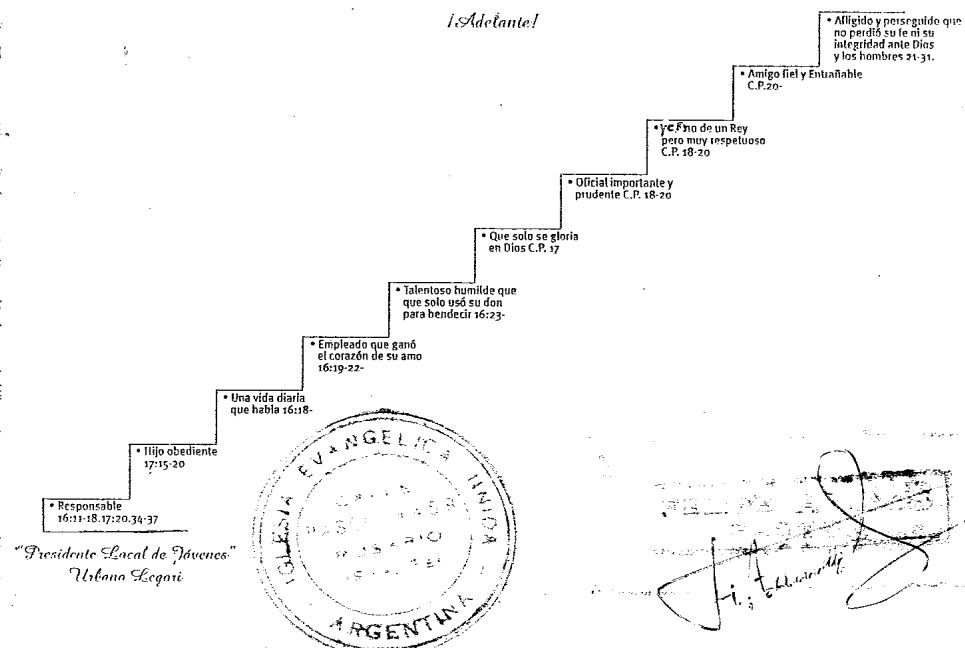 ¡Adelante!
• Afligido y perseguido que
no perdió su fe ni su
integridad ante Dios
y los hombres 21-31.
• Amigo fiel y Entrañable
C.P.20-
• Yerno de un Rey
pero muy respetuoso
C.P. 18-20
• Oficial importante y
prudente C.P. 18-20
• Que solo se gloria
en Dios C.P. 17
• Talentoso humilde que
que solo usó su don
para bendecir 16:23-
• Empleado que ganó
el corazón de su amo
16:19-22-
• Una vida diaria
que habla 16:18-
• Hijo obediente
17:15-20
• Responsable
16:11-18.17:20.34-37
"Presidente Local de Jóvenes"
Urbano Legari
IGLESIA EVANGELICA UNIDA
ROSARIO
ARGENTINA